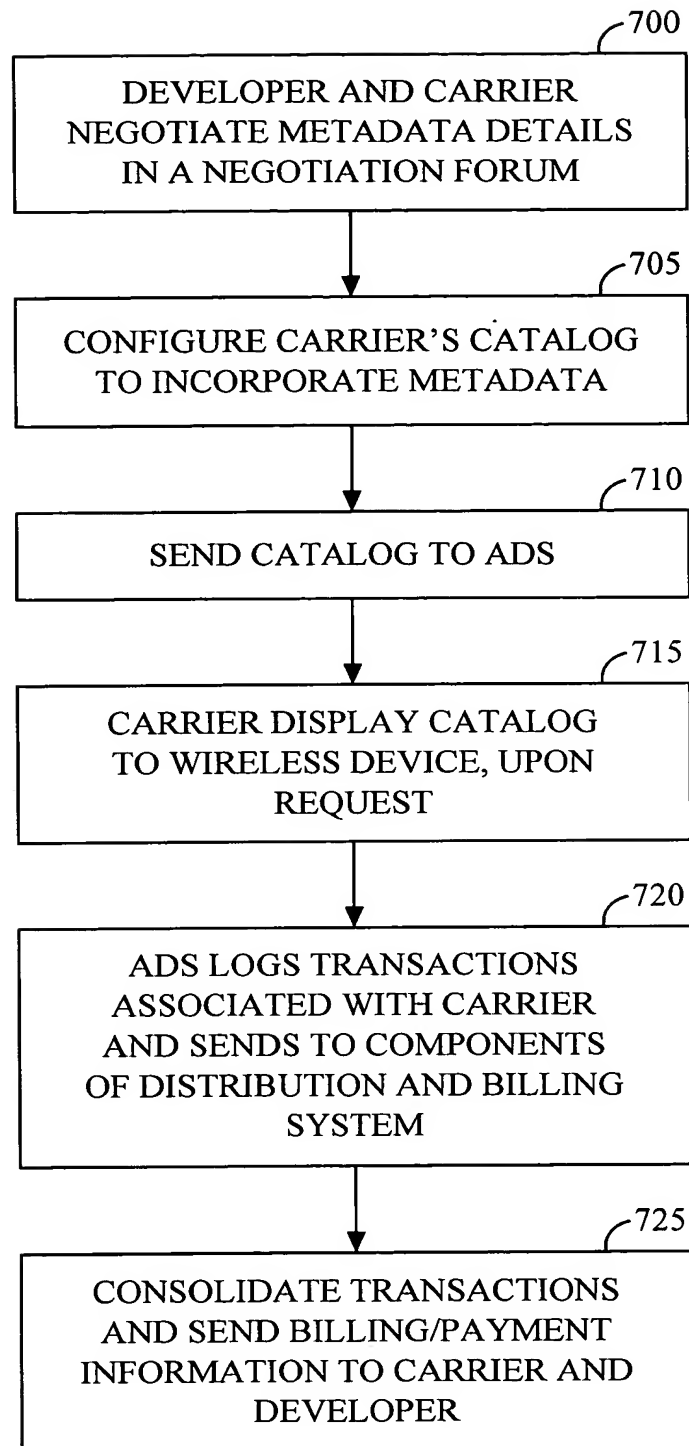 700
DEVELOPER AND CARRIER
NEGOTIATE METADATA DETAILS
IN A NEGOTIATION FORUM
705
CONFIGURE CARRIER'S CATALOG
TO INCORPORATE METADATA
710
SEND CATALOG TO ADS
715
CARRIER DISPLAY CATALOG
TO WIRELESS DEVICE, UPON
REQUEST
720
ADS LOGS TRANSACTIONS
ASSOCIATED WITH CARRIER
AND SENDS TO COMPONENTS
OF DISTRIBUTION AND BILLING
SYSTEM
725
CONSOLIDATE TRANSACTIONS
AND SEND BILLING/PAYMENT
INFORMATION TO CARRIER AND
DEVELOPER